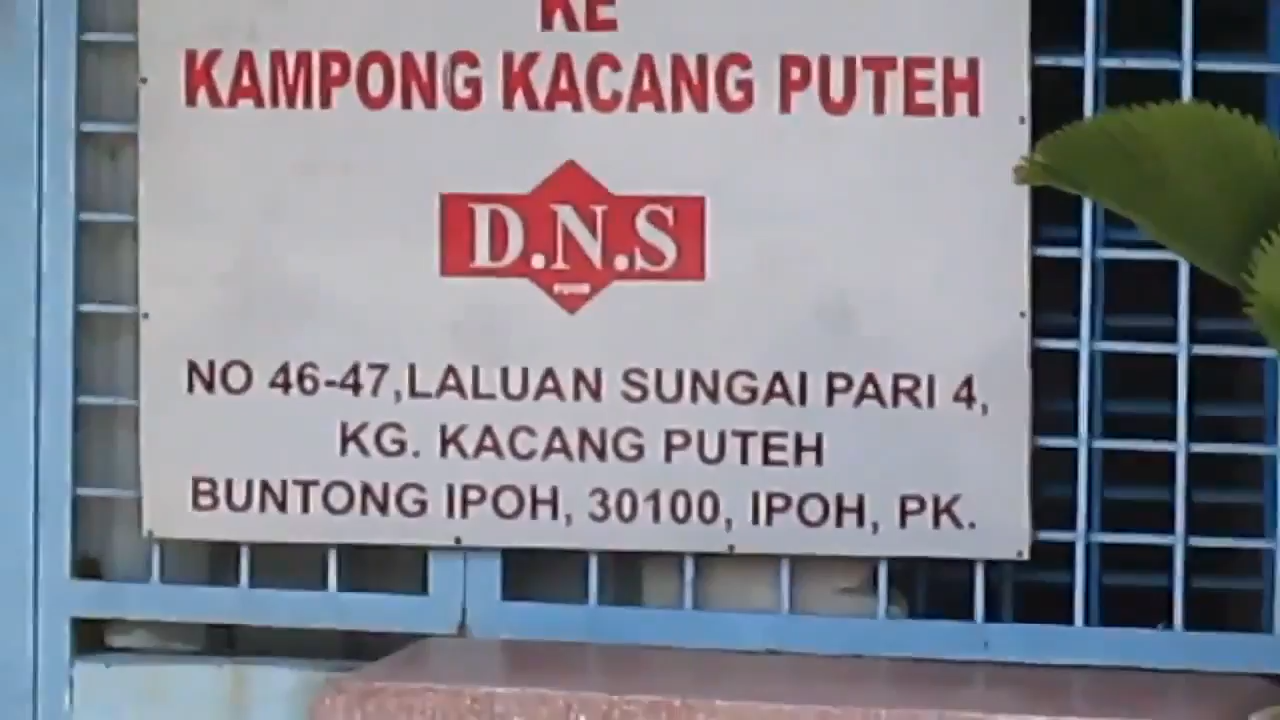 KE
KAMPONG KACANG PUTEH
D.N.S
NO 46-47,LALUAN SUNGAI PARI 4,
KG. KACANG PUTEH
BUNTONG IPOH, 30100, IPOH, PK.